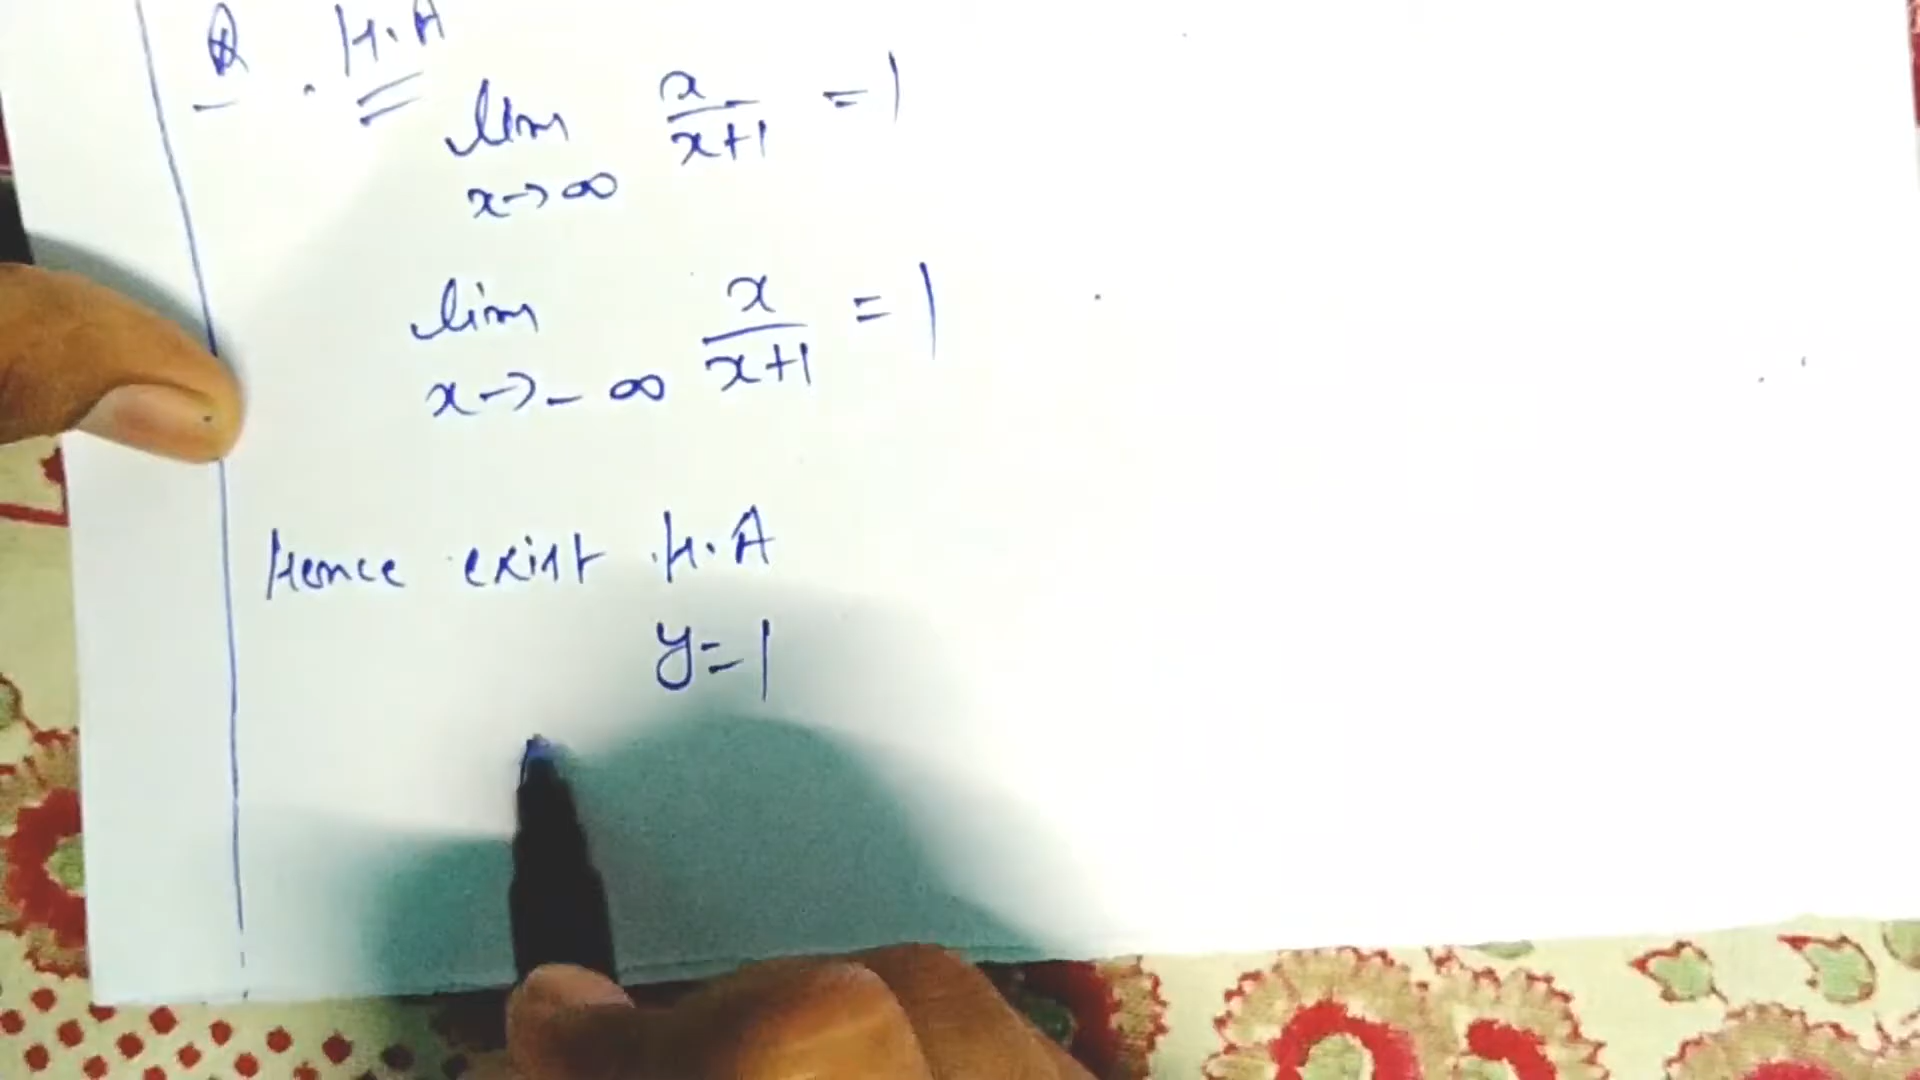 H.A
lim x/x+1 = 1
x→∞
lim x/x+1 = 1
x→-∞
Hence exist H.A
y=1